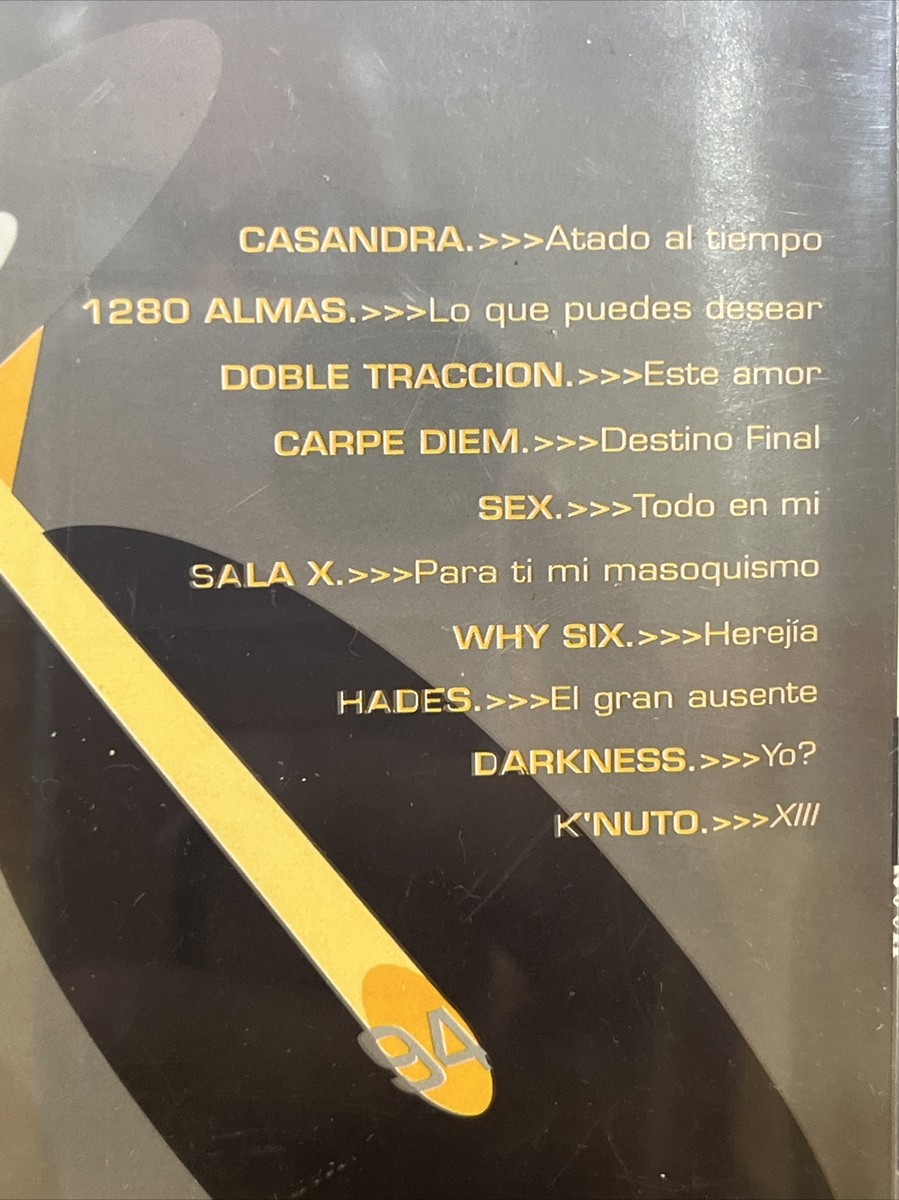 CASANDRA.>>>Atado al tiempo
1280 ALMAS.>>>Lo que puedes desear
DOBLE TRACCION.>>>Este amor
CARPE DIEM.>>>Destino Final
SEX.>>>Todo en mi
SALA X.>>>Para ti mi masoquismo
WHY SIX.>>>Herejía
HADES.>>>El gran ausente
DARKNESS.>>>Yo?
K'NUTO.>>>XIII
94